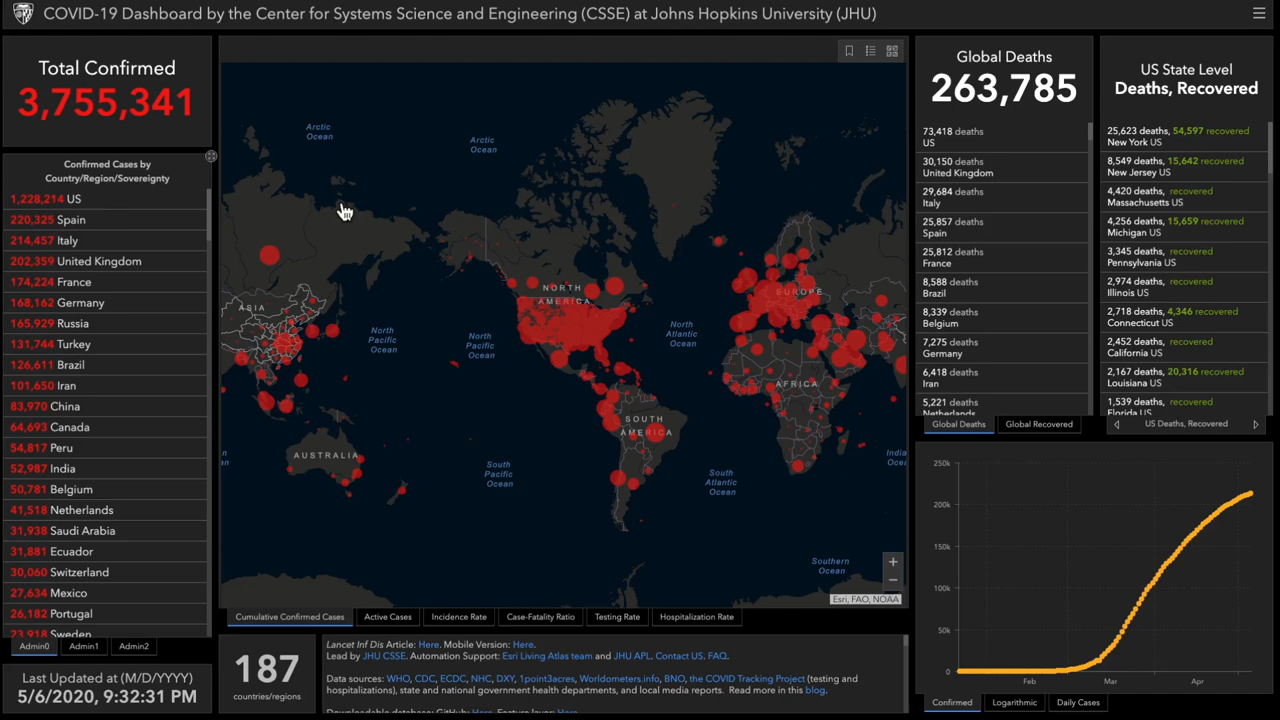 COVID-19 Dashboard by the Center for Systems Science and Engineering (CSSE) at Johns Hopkins University (JHU)
Total Confirmed
3,755,341
Confirmed Cases by
Country/Region/Sovereignty
1,228,214 US
220,325 Spain
214,457 Italy
202,359 United Kingdom
174,224 France
168,162 Germany
165,929 Russia
131,744 Turkey
126,611 Brazil
101,650 Iran
83,970 China
64,693 Canada
54,817 Peru
52,987 India
50,781 Belgium
41,518 Netherlands
31,938 Saudi Arabia
31,881 Ecuador
30,060 Switzerland
27,634 Mexico
26,182 Portugal
23,918 Sweden
Admin0
Admin1
Admin2
Last Updated at (M/D/YYYY)
5/6/2020, 9:32:31 PM
Arctic
Ocean
Arctic
Ocean
NORTH
AMERICA
EUROPE
ASIA
North
Pacific
Ocean
North
Pacific
Ocean
North
Atlantic
Ocean
AFRICA
SOUTH
AMERICA
AUSTRALIA
India
Ocean
South
Pacific
Ocean
South
Atlantic
Ocean
Southern
Ocean
+
−
Esri, FAO, NOAA
Cumulative Confirmed Cases
Active Cases
Incidence Rate
Case-Fatality Ratio
Testing Rate
Hospitalization Rate
187
countries/regions
Lancet Inf Dis Article: Here. Mobile Version: Here.
Lead by JHU CSSE. Automation Support: Esri Living Atlas team and JHU APL. Contact US. FAQ.
Data sources: WHO, CDC, ECDC, NHC, DXY, 1point3acres, Worldometers.info, BNO, the COVID Tracking Project (testing and
hospitalizations), state and national government health departments, and local media reports. Read more in this blog.
Downloadable database: GitHub: Here. Feature layer: Here.
Global Deaths
263,785
73,418 deaths
US
30,150 deaths
United Kingdom
29,684 deaths
Italy
25,857 deaths
Spain
25,812 deaths
France
8,588 deaths
Brazil
8,339 deaths
Belgium
7,275 deaths
Germany
6,418 deaths
Iran
5,221 deaths
Netherlands
Global Deaths
Global Recovered
US State Level
Deaths, Recovered
25,623 deaths, 54,597 recovered
New York US
8,549 deaths, 15,642 recovered
New Jersey US
4,420 deaths, recovered
Massachusetts US
4,256 deaths, 15,659 recovered
Michigan US
3,345 deaths, recovered
Pennsylvania US
2,974 deaths, recovered
Illinois US
2,718 deaths, 4,346 recovered
Connecticut US
2,452 deaths, recovered
California US
2,167 deaths, 20,316 recovered
Louisiana US
1,539 deaths, recovered
Florida US
US Deaths, Recovered
250k
200k
150k
100k
50k
0
Feb
Mar
Apr
Confirmed
Logarithmic
Daily Cases